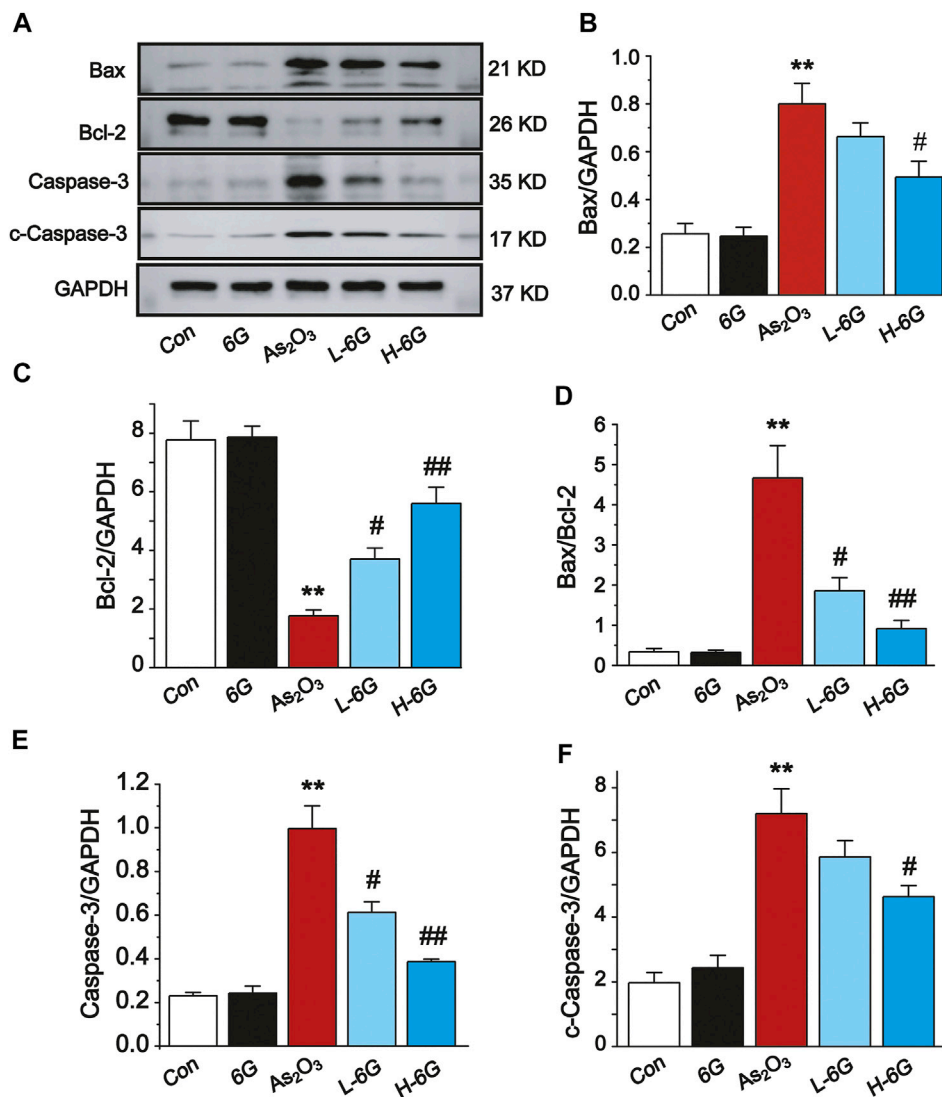 A
Bax
21 KD
Bcl-2
26 KD
Caspase-3
35 KD
c-Caspase-3
17 KD
GAPDH
37 KD
Con 6G As₂O₃ L-6G H-6G
B
Bax/GAPDH
1.0
0.8
0.6
0.4
0.2
0.0
**
#
Con 6G As₂O₃ L-6G H-6G
C
Bcl-2/GAPDH
8
6
4
2
0
**
#
##
Con 6G As₂O₃ L-6G H-6G
D
Bax/Bcl-2
6
5
4
3
2
1
0
**
#
##
Con 6G As₂O₃ L-6G H-6G
E
Caspase-3/GAPDH
1.2
1.0
0.8
0.6
0.4
0.2
0.0
**
#
##
Con 6G As₂O₃ L-6G H-6G
F
c-Caspase-3/GAPDH
8
6
4
2
0
**
#
Con 6G As₂O₃ L-6G H-6G